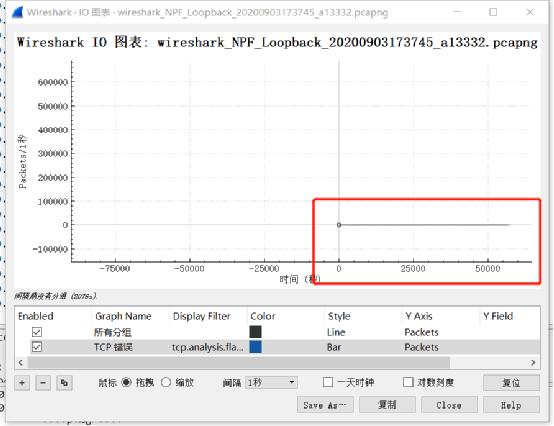 Wireshark · IO 图表 · wireshark_NPF_Loopback_20200903173745_a13332.pcapng
Wireshark IO 图表: wireshark_NPF_Loopback_20200903173745_a13332.pcapng
Packets/1秒
600000
500000
400000
300000
200000
100000
0
-100000
-75000
-50000
-25000
0
25000
50000
时间 (秒)
Enabled Graph Name Display Filter Color Style Y Axis Y Field
所有分组 Line Packets
TCP 错误 tcp.analysis.fla... Bar Packets
鼠标 拖拽 缩放 间隔 1秒 一天时钟 对数刻度 复位
Save As… 复制 Close Help